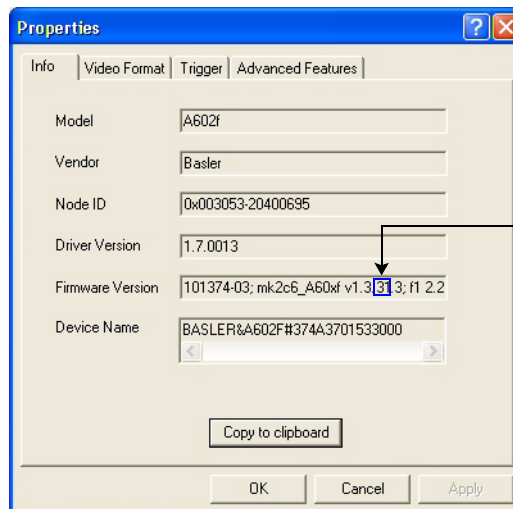 Properties
Info Video Format Trigger Advanced Features
Model A602f
Vendor Basler
Node ID 0x003053-20400695
Driver Version 1.7.0013
Firmware Version 101374-03; mk2c6_A60xf v1.3.31.3; f1 2.2
Device Name BASLER&A602F#374A3701533000
Copy to clipboard
OK Cancel Apply